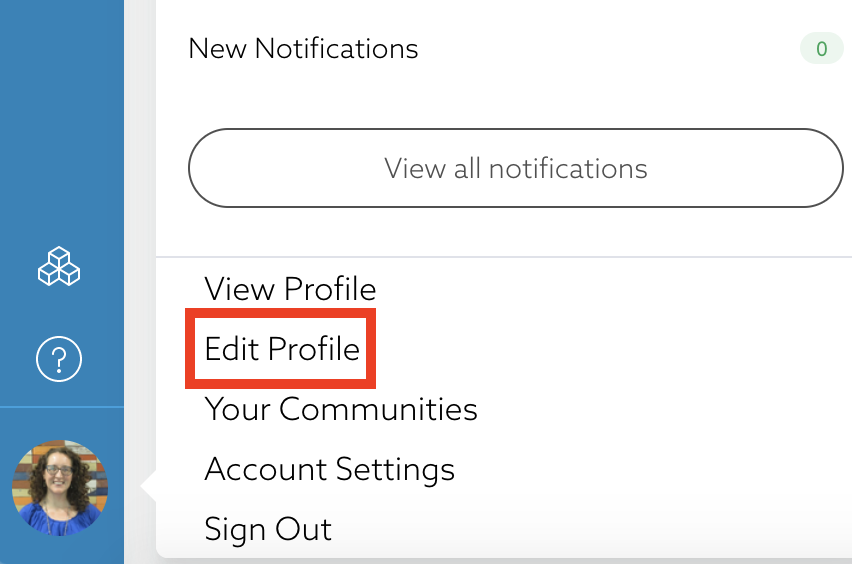 New Notifications
0
View all notifications
View Profile
Edit Profile
Your Communities
Account Settings
Sign Out
?